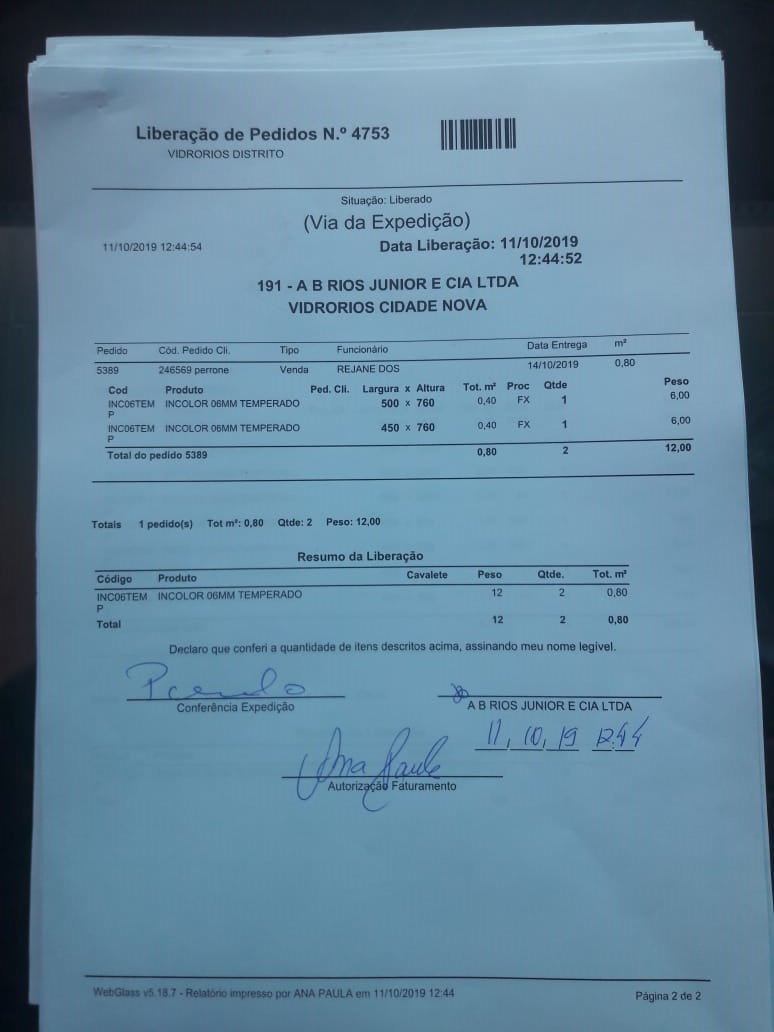 Liberação de Pedidos N.º 4753
VIDRORIOS DISTRITO
Situação: Liberado
(Via da Expedição)
11/10/2019 12:44:54 Data Liberação: 11/10/2019
12:44:52
191 - A B RIOS JUNIOR E CIA LTDA
VIDRORIOS CIDADE NOVA
Pedido Cód. Pedido Cli. Tipo Funcionário Data Entrega m²
5389 246569 perrone Venda REJANE DOS 14/10/2019 0,80
Cod Produto Ped. Cli. Largura x Altura Tot. m² Proc Qtde Peso
INC06TEM INCOLOR 06MM TEMPERADO 500 x 760 0,40 FX 1 6,00
P
INC06TEM INCOLOR 06MM TEMPERADO 450 x 760 0,40 FX 1 6,00
P
Total do pedido 5389 0,80 2 12,00
Totais 1 pedido(s) Tot m²: 0,80 Qtde: 2 Peso: 12,00
Resumo da Liberação
Código Produto Cavalete Peso Qtde. Tot. m²
INC06TEM INCOLOR 06MM TEMPERADO 12 2 0,80
P
Total 12 2 0,80
Declaro que conferi a quantidade de itens descritos acima, assinando meu nome legível.
Conferência Expedição A B RIOS JUNIOR E CIA LTDA
11, 10, 19 12:44
Ana Paula
Autorização Faturamento
WebGlass v5.18.7 - Relatório impresso por ANA PAULA em 11/10/2019 12:44 Página 2 de 2